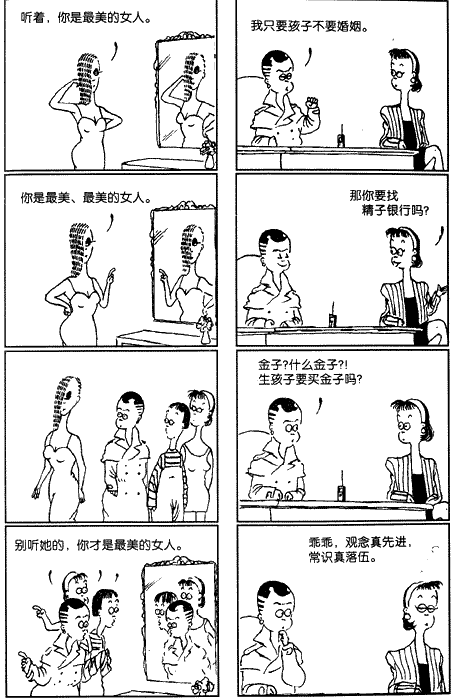 听着，你是最美的女人。
你是最美、最美的女人。
别听她的，你才是最美的女人。
我只要孩子不要婚姻。
那你要找
精子银行吗?
金子?什么金子?!
生孩子要买金子吗?
乖乖，观念真先进，
常识真落伍。